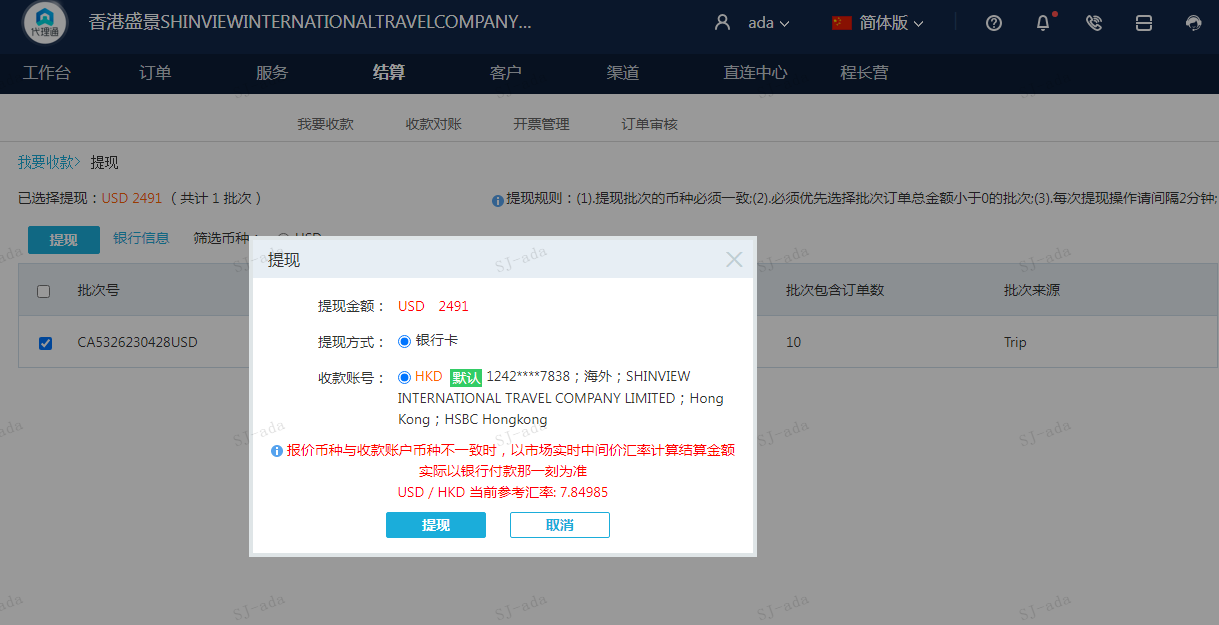 代理通
香港盛景SHINVIEWINTERNATIONALTRAVELCOMPANY...
ada
简体版
工作台 订单 服务 结算 客户 渠道 直连中心 程长营
我要收款 收款对账 开票管理 订单审核
我要收款> 提现
已选择提现：USD 2491 （ 共计 1 批次 ）
提现规则：(1).提现批次的币种必须一致;(2).必须优先选择批次订单总金额小于0的批次;(3).每次提现操作请间隔2分钟;
提现 银行信息 筛选币种 USD
批次号 批次包含订单数 批次来源
CA5326230428USD 10 Trip
提现
提现金额： USD 2491
提现方式： 银行卡
收款账号： HKD 默认 1242****7838；海外；SHINVIEW
INTERNATIONAL TRAVEL COMPANY LIMITED；Hong
Kong；HSBC Hongkong
报价币种与收款账户币种不一致时，以市场实时中间价汇率计算结算金额
实际以银行付款那一刻为准
USD / HKD 当前参考汇率: 7.84985
提现 取消
SJ-ada